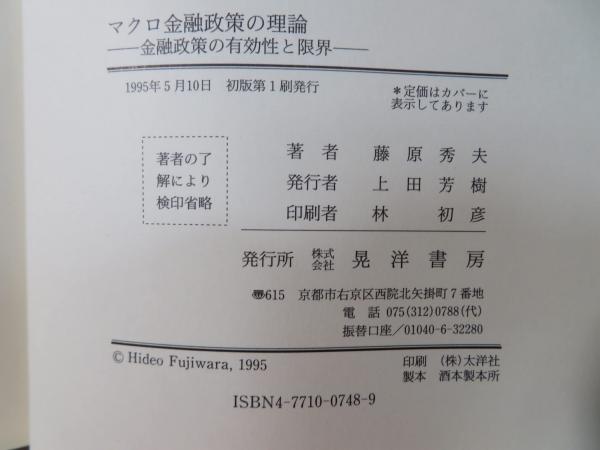 マクロ金融政策の理論
——金融政策の有効性と限界——
1995年5月10日　初版第1刷発行
＊定価はカバーに
表示してあります
著者の了
解により
検印省略
著　者　藤　原　秀　夫
発行者　上　田　芳　樹
印刷者　林　　　初　彦
発行所　株式会社　晃　洋　書　房
〠615　京都市右京区西院北矢掛町7番地
電　話　075(312)0788(代)
振替口座／01040-6-32280
© Hideo Fujiwara, 1995
印刷　(株)太洋社
製本　酒本製本所
ISBN4-7710-0748-9